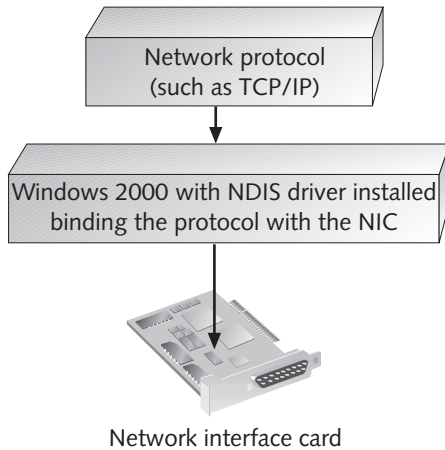 Network protocol
(such as TCP/IP)
Windows 2000 with NDIS driver installed
binding the protocol with the NIC
Network interface card